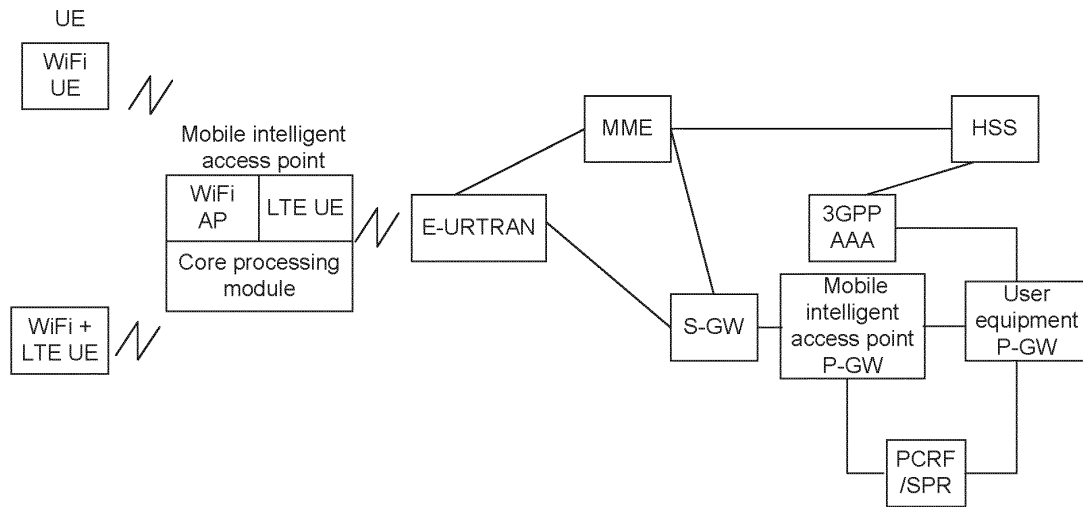 UE
WiFi
UE
Mobile intelligent
access point
WiFi
AP
LTE UE
Core processing
module
WiFi +
LTE UE
E-URTRAN
MME
HSS
3GPP
AAA
S-GW
Mobile
intelligent
access point
P-GW
User
equipment
P-GW
PCRF
/SPR